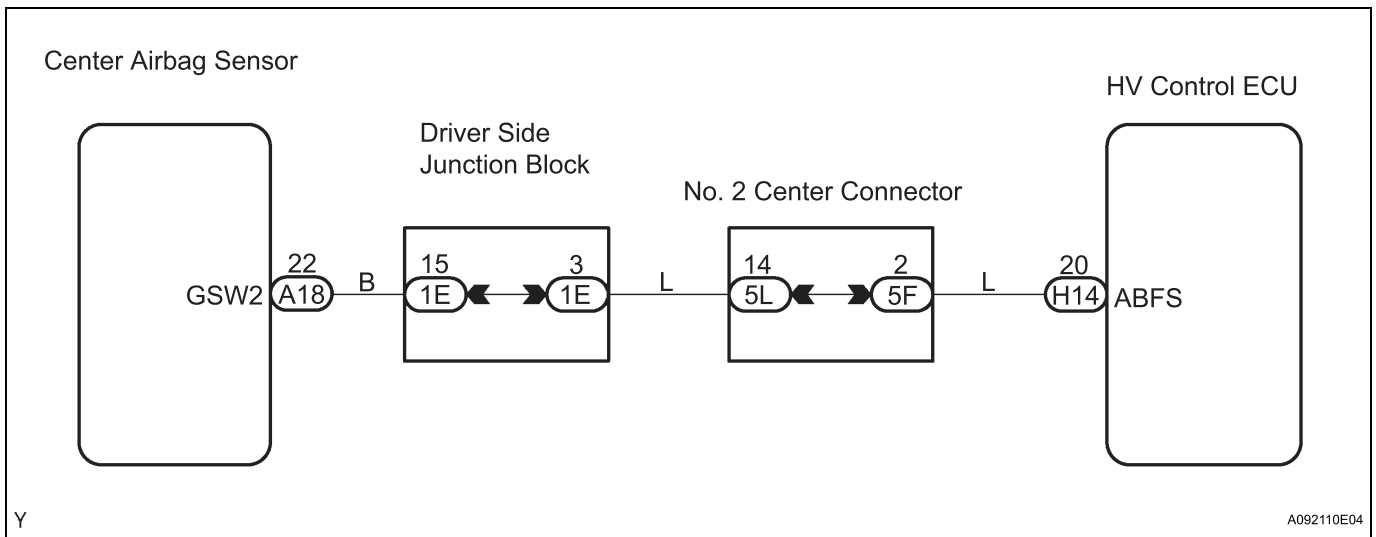 Center Airbag Sensor
HV Control ECU
Driver Side
Junction Block
No. 2 Center Connector
22
15
3
14
2
20
GSW2
A18
B
1E
1E
L
5L
5F
L
H14
ABFS
Y
A092110E04